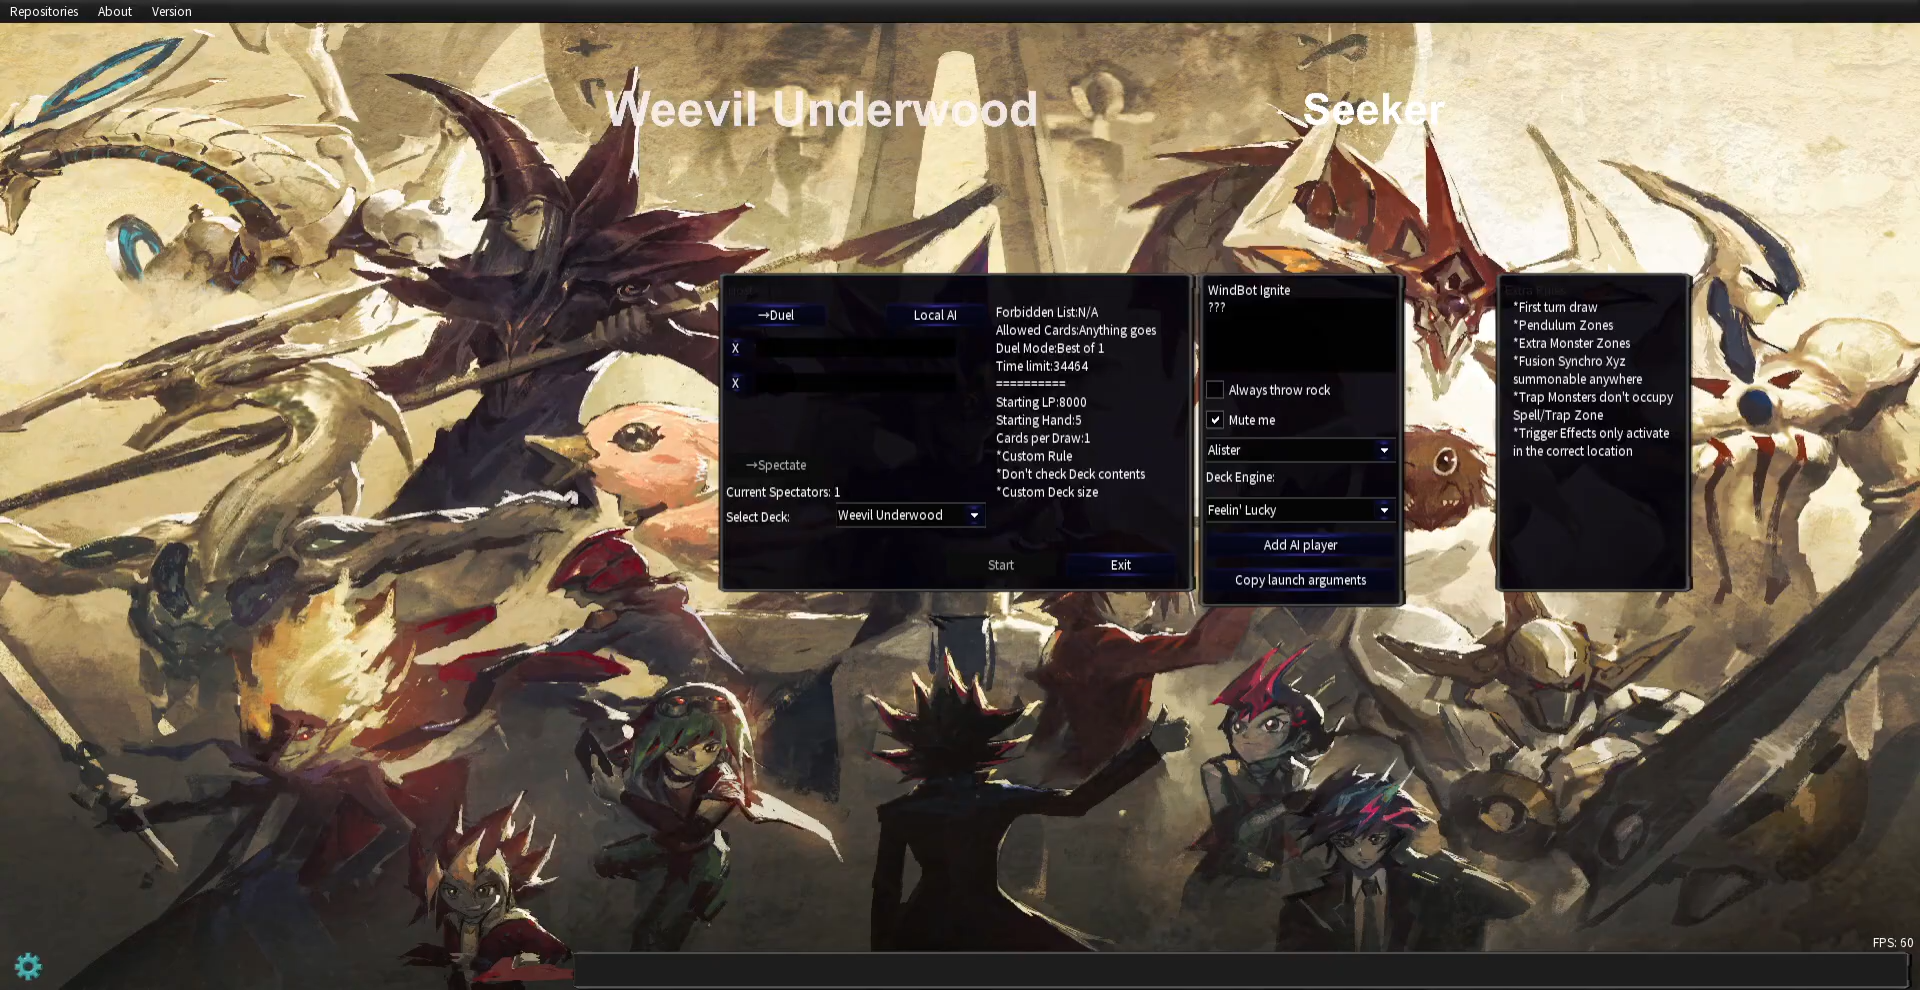 Repositories About Version
Weevil Underwood
Seeker
→Duel
Local AI
X
X
→Spectate
Current Spectators: 1
Select Deck:
Weevil Underwood
Start
Exit
Forbidden List:N/A
Allowed Cards:Anything goes
Duel Mode:Best of 1
Time limit:34464
==========
Starting LP:8000
Starting Hand:5
Cards per Draw:1
*Custom Rule
*Don't check Deck contents
*Custom Deck size
WindBot Ignite
???
Always throw rock
Mute me
Alister
Deck Engine:
Feelin' Lucky
Add AI player
Copy launch arguments
Extra Rules
*First turn draw
*Pendulum Zones
*Extra Monster Zones
*Fusion Synchro Xyz
summonable anywhere
*Trap Monsters don't occupy
Spell/Trap Zone
*Trigger Effects only activate
in the correct location
FPS: 60